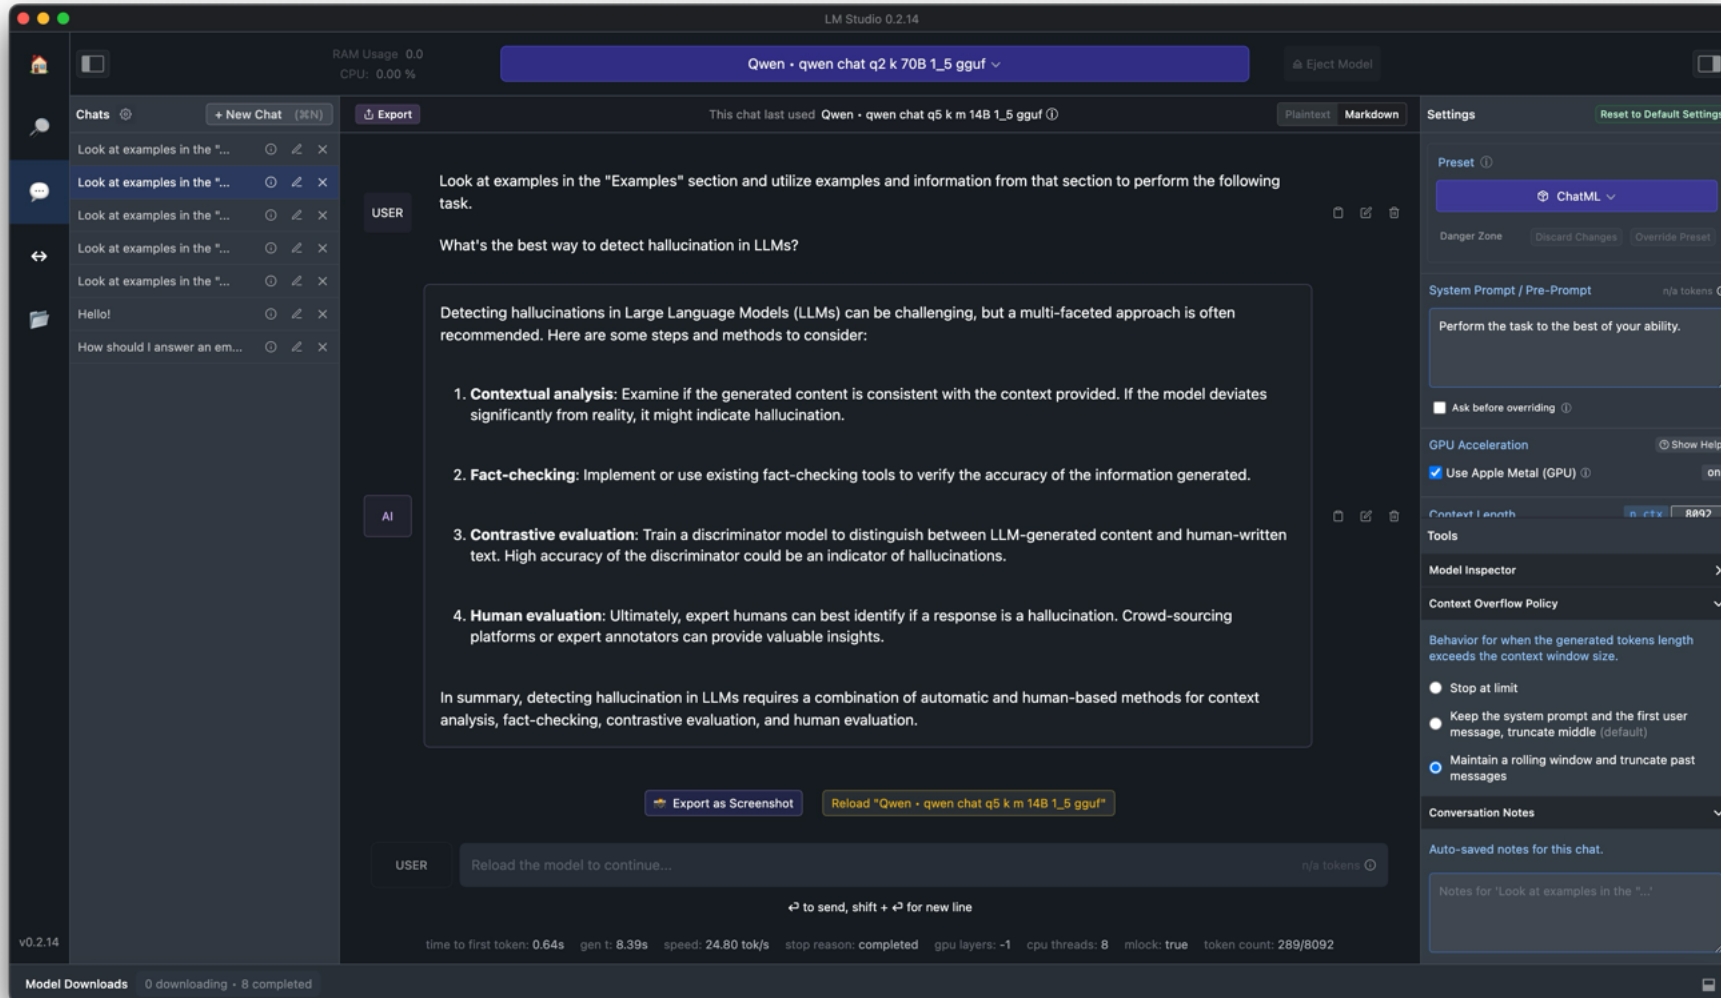 LM Studio 0.2.14
RAM Usage 0.0
CPU: 0.00 %
Qwen • qwen chat q2 k 70B 1_5 gguf
Eject Model
Chats
+ New Chat (⌘N)
Look at examples in the "...
Look at examples in the "...
Look at examples in the "...
Look at examples in the "...
Look at examples in the "...
Hello!
How should I answer an em...
v0.2.14
Export
This chat last used Qwen • qwen chat q5 k m 14B 1_5 gguf
Plaintext Markdown
USER
Look at examples in the "Examples" section and utilize examples and information from that section to perform the following
task.
What's the best way to detect hallucination in LLMs?
AI
Detecting hallucinations in Large Language Models (LLMs) can be challenging, but a multi-faceted approach is often
recommended. Here are some steps and methods to consider:
1. Contextual analysis: Examine if the generated content is consistent with the context provided. If the model deviates
significantly from reality, it might indicate hallucination.
2. Fact-checking: Implement or use existing fact-checking tools to verify the accuracy of the information generated.
3. Contrastive evaluation: Train a discriminator model to distinguish between LLM-generated content and human-written
text. High accuracy of the discriminator could be an indicator of hallucinations.
4. Human evaluation: Ultimately, expert humans can best identify if a response is a hallucination. Crowd-sourcing
platforms or expert annotators can provide valuable insights.
In summary, detecting hallucination in LLMs requires a combination of automatic and human-based methods for context
analysis, fact-checking, contrastive evaluation, and human evaluation.
Export as Screenshot
Reload "Qwen • qwen chat q5 k m 14B 1_5 gguf"
USER
Reload the model to continue...
n/a tokens
↵ to send, shift + ↵ for new line
time to first token: 0.64s gen t: 8.39s speed: 24.80 tok/s stop reason: completed gpu layers: -1 cpu threads: 8 mlock: true token count: 289/8092
Settings
Reset to Default Settings
Preset
ChatML
Danger Zone Discard Changes Override Preset
System Prompt / Pre-Prompt n/a tokens
Perform the task to the best of your ability.
Ask before overriding
GPU Acceleration Show Help
Use Apple Metal (GPU) on
Context Length n_ctx 8092
Tools
Model Inspector
Context Overflow Policy
Behavior for when the generated tokens length
exceeds the context window size.
Stop at limit
Keep the system prompt and the first user
message, truncate middle (default)
Maintain a rolling window and truncate past
messages
Conversation Notes
Auto-saved notes for this chat.
Notes for 'Look at examples in the "...'
Model Downloads 0 downloading • 8 completed